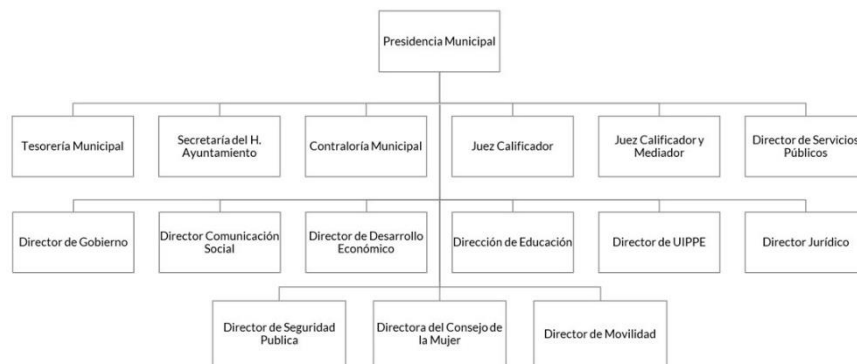 Presidencia Municipal
Tesorería Municipal
Secretaría del H.
Ayuntamiento
Contraloría Municipal
Juez Calificador
Juez Calificador y
Mediador
Director de Servicios
Públicos
Director de Gobierno
Director Comunicación
Social
Director de Desarrollo
Económico
Dirección de Educación
Director de UIPPE
Director Jurídico
Director de Seguridad
Publica
Directora del Consejo de
la Mujer
Director de Movilidad